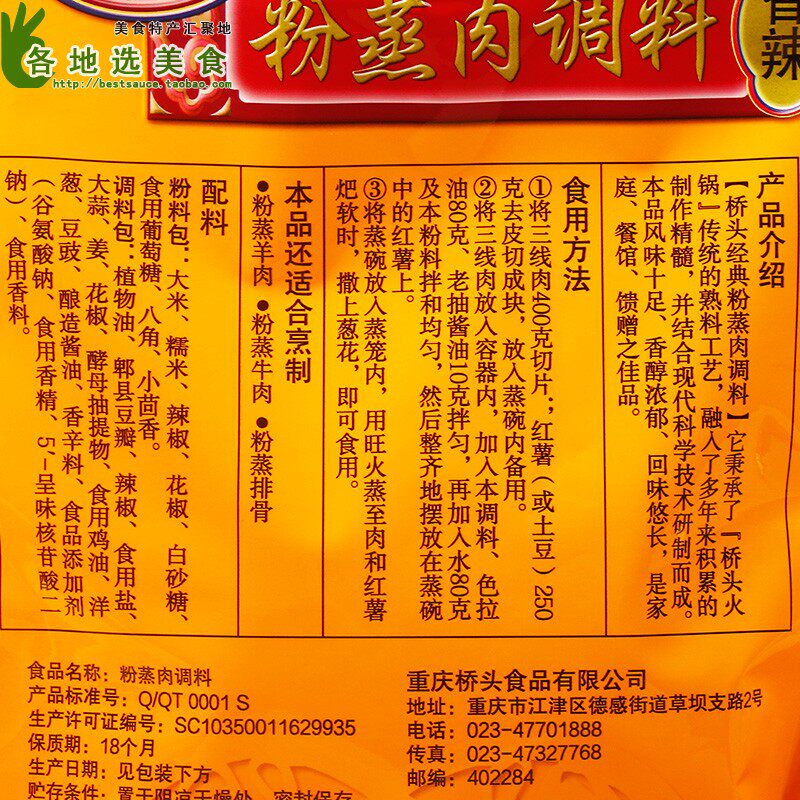 美食特产汇聚地
各地选美食
http://bestsauce.taobao.com
粉蒸肉调料
香辣
产品介绍
【桥头经典粉蒸肉调料】它秉承了『桥头火
锅』传统的熟料工艺，融入了多年来积累的
制作精髓，并结合现代科学技术研制而成。
本品风味十足、香醇浓郁、回味悠长，是家
庭、餐馆、馈赠之佳品。
食用方法
①将三线肉400克切片；红薯（或土豆）250
克去皮切成块，放入蒸碗内备用。
②将三线肉放入容器内，加入本调料、色拉
油80克、老抽酱油10克拌匀，再加入水80克
及本粉料拌和均匀，然后整齐地摆放在蒸碗
中的红薯上。
③将蒸碗放入蒸笼内，用旺火蒸至肉和红薯
㶽软时，撒上葱花，即可食用。
本品还适合烹制
●粉蒸羊肉 ●粉蒸牛肉 ●粉蒸排骨
配料
粉料包：大米、糯米、辣椒、花椒、白砂糖、
食用葡萄糖、八角、小茴香。
调料包：植物油、郫县豆瓣、辣椒、食用盐、
大蒜、姜、花椒、酵母抽提物、食用鸡油、洋
葱、豆豉、酿造酱油、香辛料、食品添加剂
（谷氨酸钠、食用香精、5'-呈味核苷酸二
钠）、食用香料。
食品名称：粉蒸肉调料
产品标准号：Q/QT 0001 S
生产许可证编号：SC10350011629935
保质期：18个月
生产日期：见包装下方
贮存条件：置于阴凉干燥处，密封保存
重庆桥头食品有限公司
地址：重庆市江津区德感街道草坝支路2号
电话：023-47701888
传真：023-47327768
邮编：402284